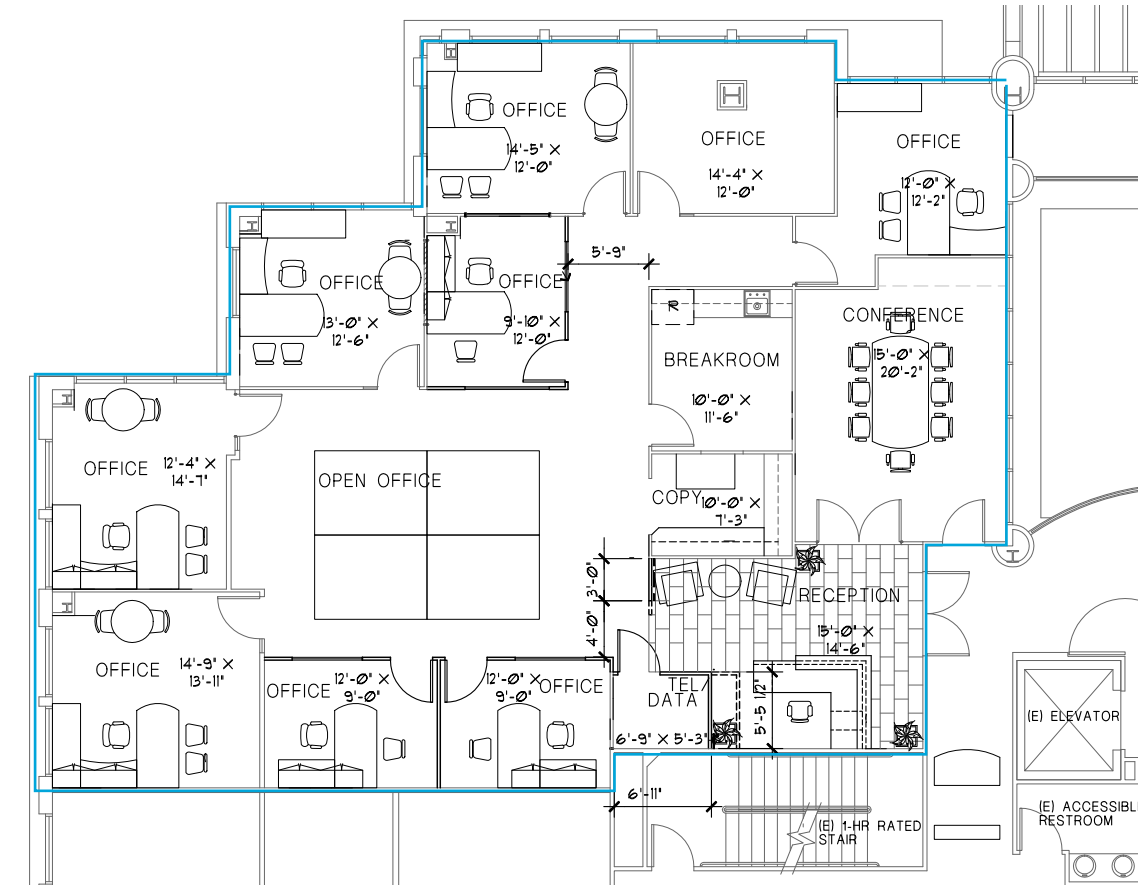 OFFICE
14'-5" X
12'-0"
OFFICE
14'-4" X
12'-0"
OFFICE
12'-0" X
12'-2"
OFFICE
13'-0" X
12'-6"
OFFICE
9'-10" X
12'-0"
5'-9"
R
BREAKROOM
10'-0" X
11'-6"
CONFERENCE
15'-0" X
20'-2"
OFFICE
12'-4" X
14'-7"
OPEN OFFICE
COPY
10'-0" X
7'-3"
3'-0"
4'-0"
RECEPTION
15'-0" X
14'-6"
OFFICE
14'-9" X
13'-11"
OFFICE
12'-0" X
9'-0"
12'-0" X
9'-0"
OFFICE
TEL/
DATA
6'-9" X 5'-3"
5'-5 1/2"
6'-11"
(E) ELEVATOR
(E) 1-HR RATED
STAIR
(E) ACCESSIBLE
RESTROOM
H
H
H
H
H
H
H
H